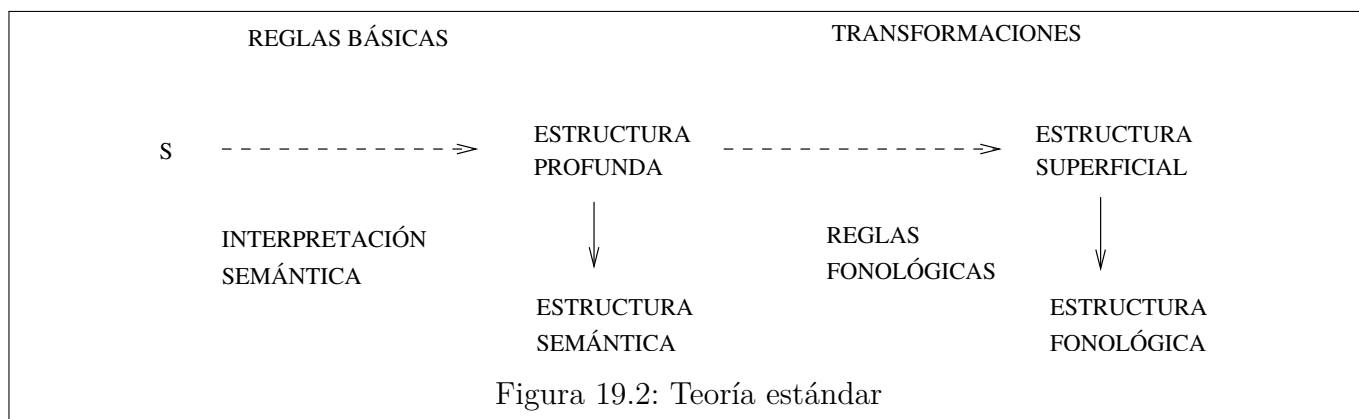 REGLAS BÁSICAS
TRANSFORMACIONES
S
ESTRUCTURA
PROFUNDA
ESTRUCTURA
SUPERFICIAL
INTERPRETACIÓN
SEMÁNTICA
REGLAS
FONOLÓGICAS
ESTRUCTURA
SEMÁNTICA
ESTRUCTURA
FONOLÓGICA
Figura 19.2: Teoría estándar